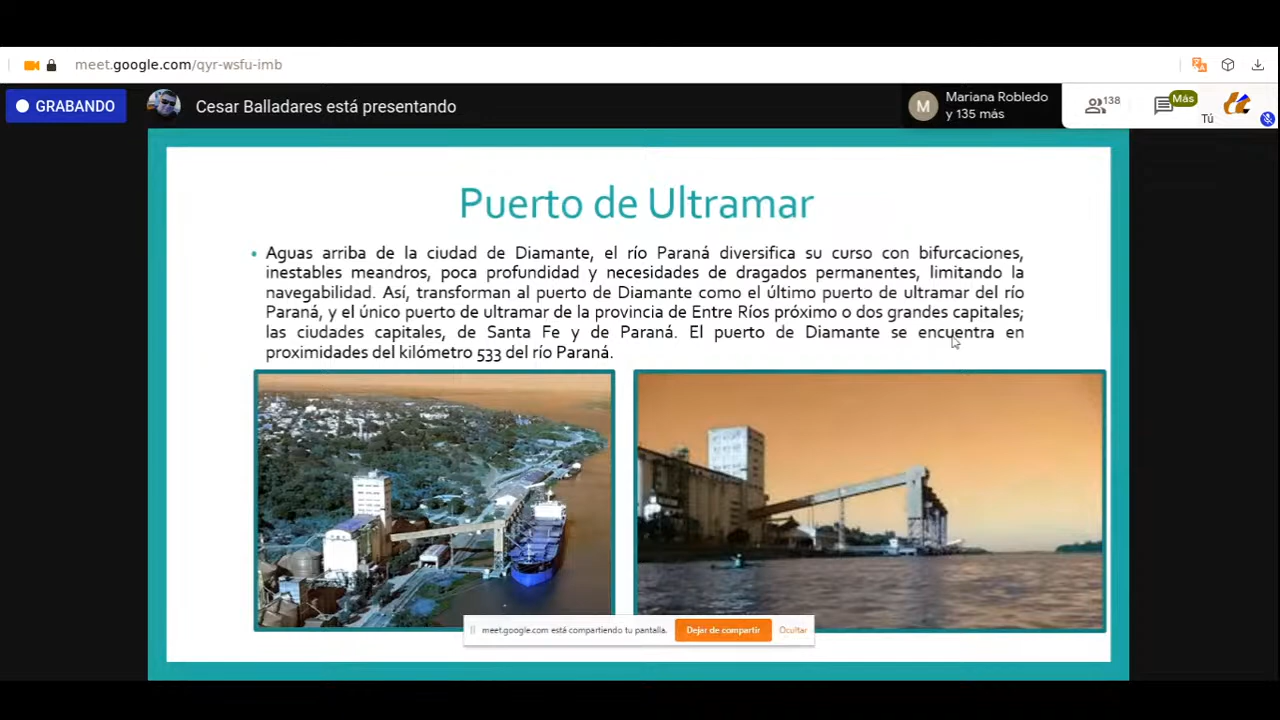 meet.google.com/qyr-wsfu-imb
GRABANDO
Cesar Balladares está presentando
M
Mariana Robledo
y 135 más
138
Más
Tú
Puerto de Ultramar
• Aguas arriba de la ciudad de Diamante, el río Paraná diversifica su curso con bifurcaciones,
inestables meandros, poca profundidad y necesidades de dragados permanentes, limitando la
navegabilidad. Así, transforman al puerto de Diamante como el último puerto de ultramar del río
Paraná, y el único puerto de ultramar de la provincia de Entre Ríos próximo o dos grandes capitales;
las ciudades capitales, de Santa Fe y de Paraná. El puerto de Diamante se encuentra en
proximidades del kilómetro 533 del río Paraná.
meet.google.com está compartiendo tu pantalla.
Dejar de compartir
Ocultar